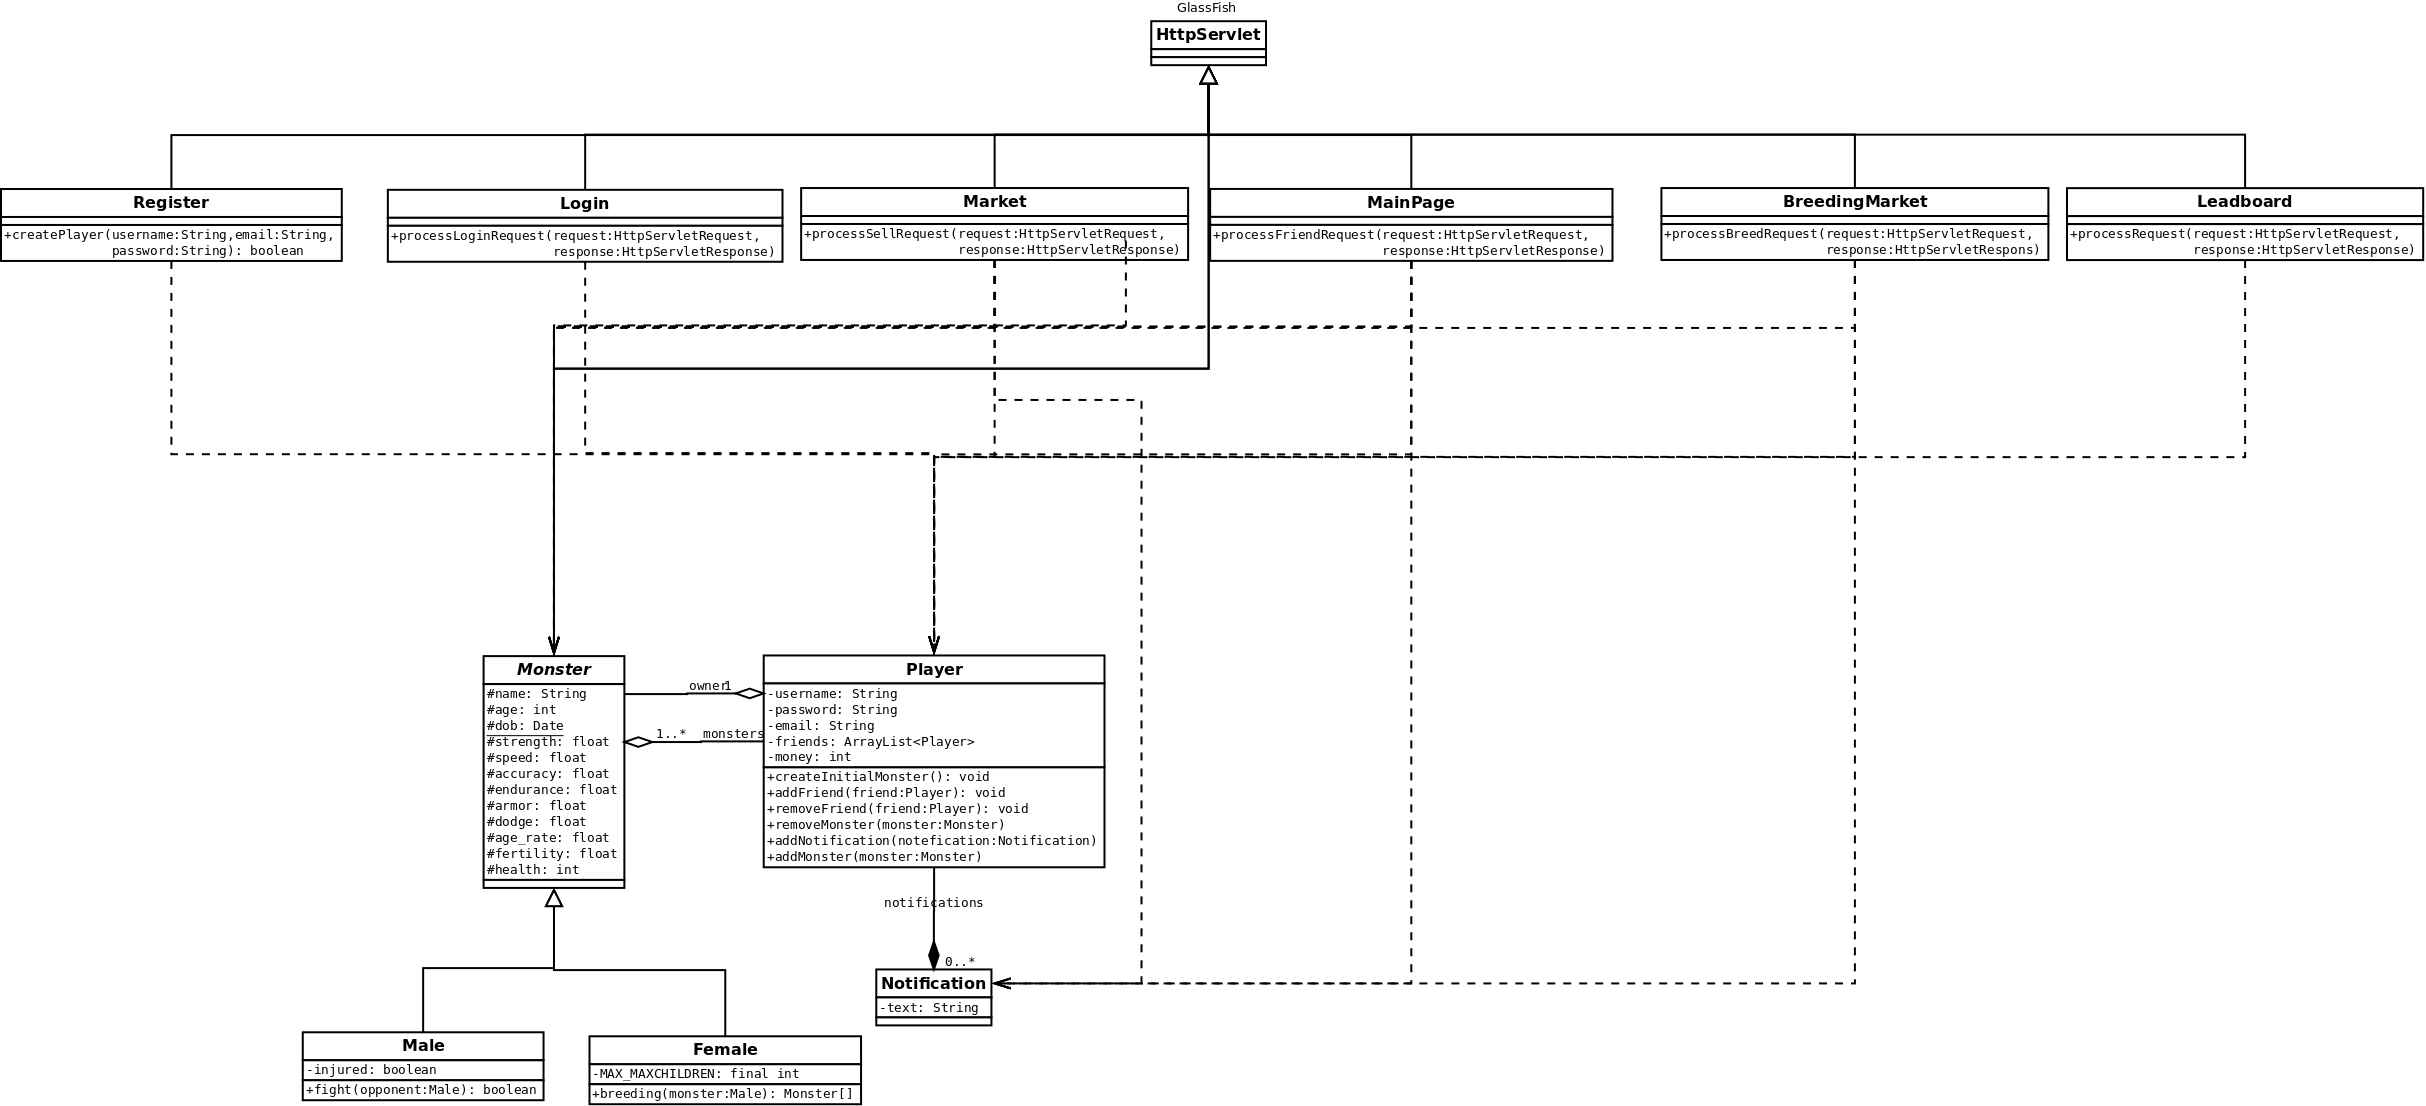 GlassFish
HttpServlet
Register
+createPlayer(username:String,email:String,
password:String): boolean
Login
+processLoginRequest(request:HttpServletRequest,
response:HttpServletResponse)
Market
+processSellRequest(request:HttpServletRequest,
response:HttpServletResponse)
MainPage
+processFriendRequest(request:HttpServletRequest,
response:HttpServletResponse)
BreedingMarket
+processBreedRequest(request:HttpServletRequest,
response:HttpServletRespons)
Leadboard
+processRequest(request:HttpServletRequest,
response:HttpServletResponse)
Monster
#name: String
#age: int
#dob: Date
#strength: float
#speed: float
#accuracy: float
#endurance: float
#armor: float
#dodge: float
#age_rate: float
#fertility: float
#health: int
owner 1
1..* monsters
Player
-username: String
-password: String
-email: String
-friends: ArrayList<Player>
-money: int
+createInitialMonster(): void
+addFriend(friend:Player): void
+removeFriend(friend:Player): void
+removeMonster(monster:Monster)
+addNotification(notefication:Notification)
+addMonster(monster:Monster)
notifications
0..*
Notification
-text: String
Male
-injured: boolean
+fight(opponent:Male): boolean
Female
-MAX_MAXCHILDREN: final int
+breeding(monster:Male): Monster[]